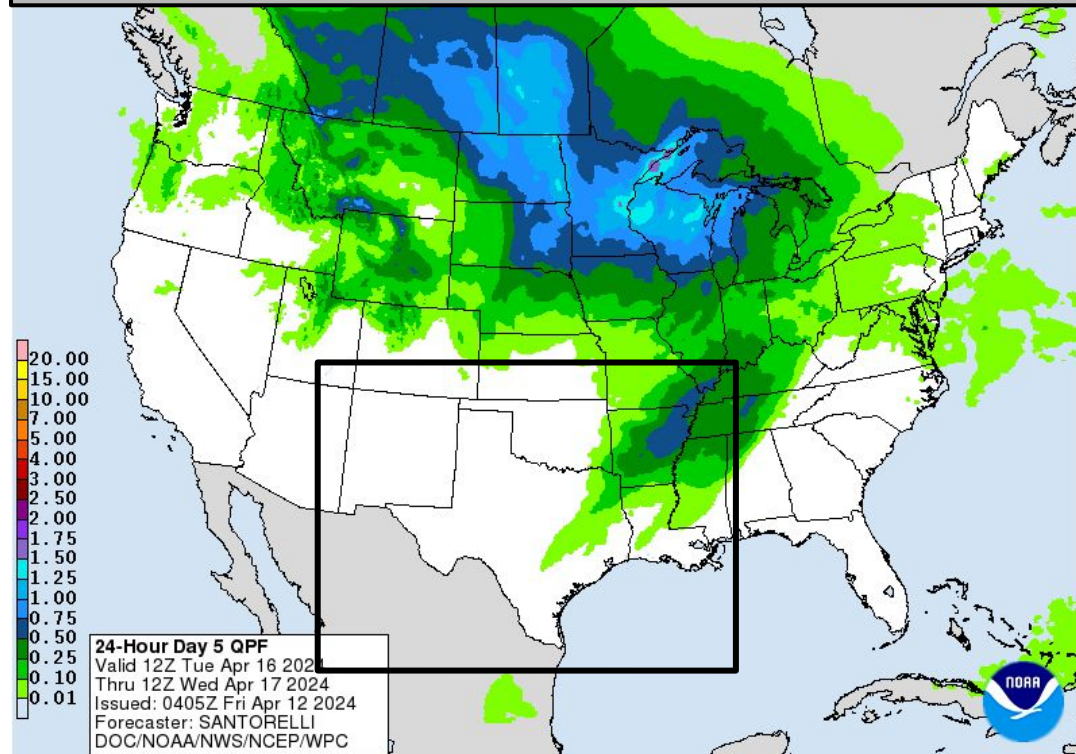 20.00
15.00
10.00
7.00
5.00
4.00
3.00
2.50
2.00
1.75
1.50
1.25
1.00
0.75
0.50
0.25
0.10
0.01
24-Hour Day 5 QPF
Valid 12Z Tue Apr 16 2024
Thru 12Z Wed Apr 17 2024
Issued: 0405Z Fri Apr 12 2024
Forecaster: SANTORELLI
DOC/NOAA/NWS/NCEP/WPC
NOAA